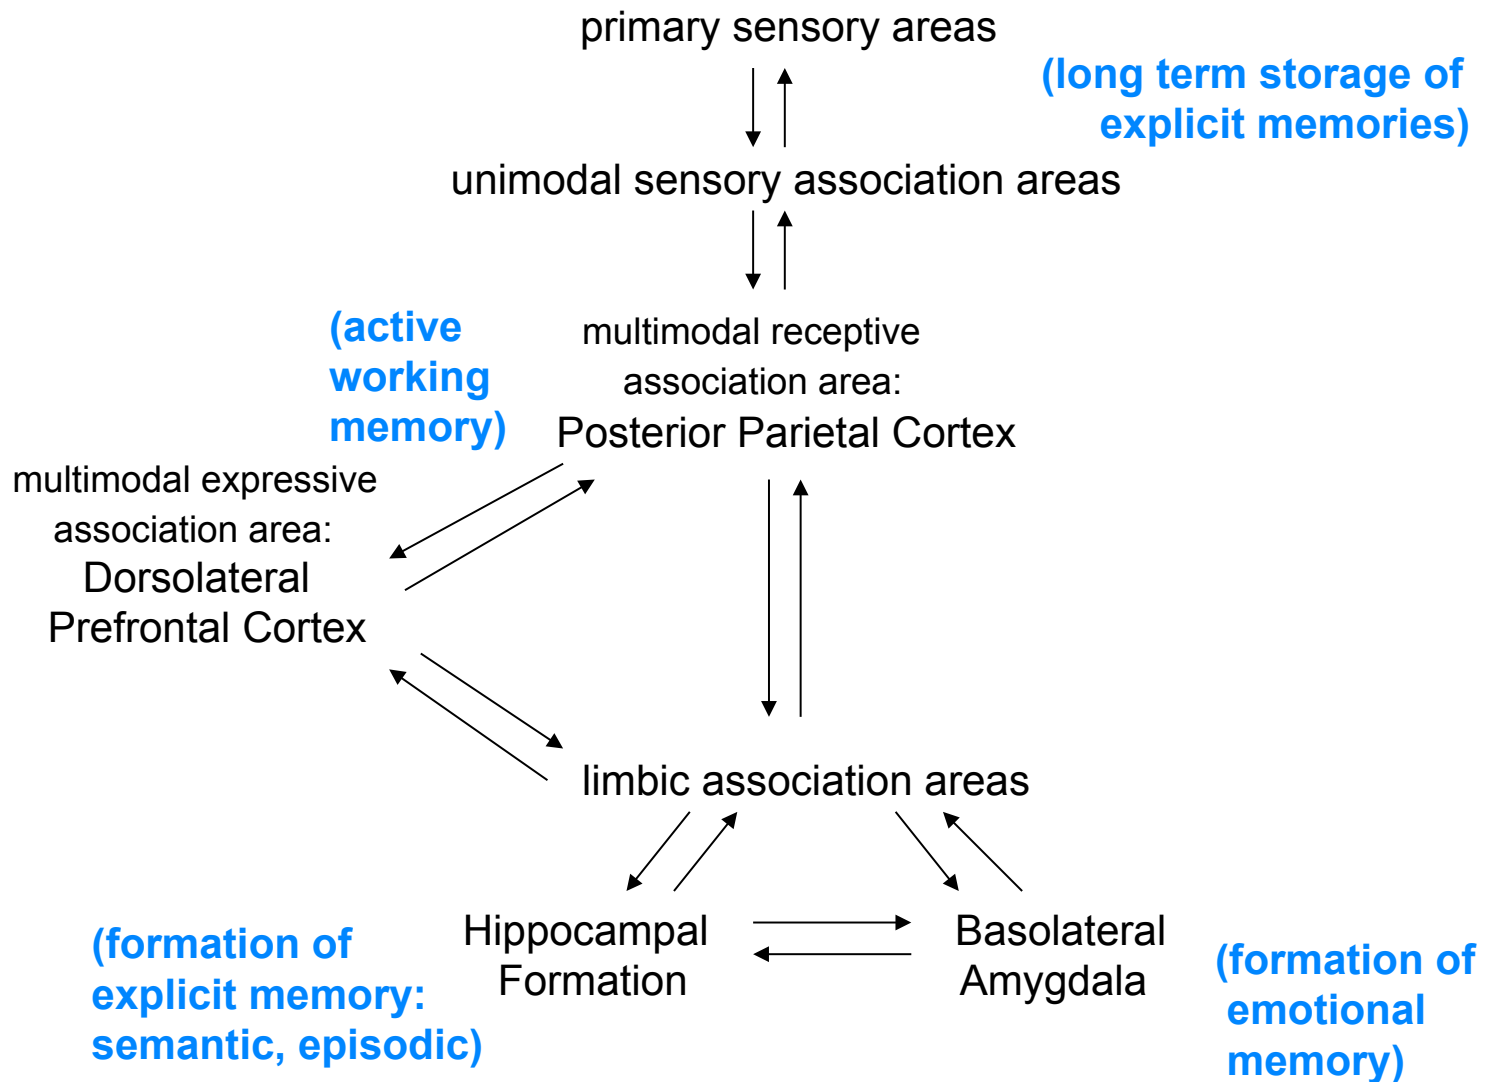 primary sensory areas
(long term storage of
explicit memories)
unimodal sensory association areas
(active
working
memory)
multimodal receptive
association area:
Posterior Parietal Cortex
multimodal expressive
association area:
Dorsolateral
Prefrontal Cortex
limbic association areas
Hippocampal
Formation
Basolateral
Amygdala
(formation of
explicit memory:
semantic, episodic)
(formation of
emotional
memory)